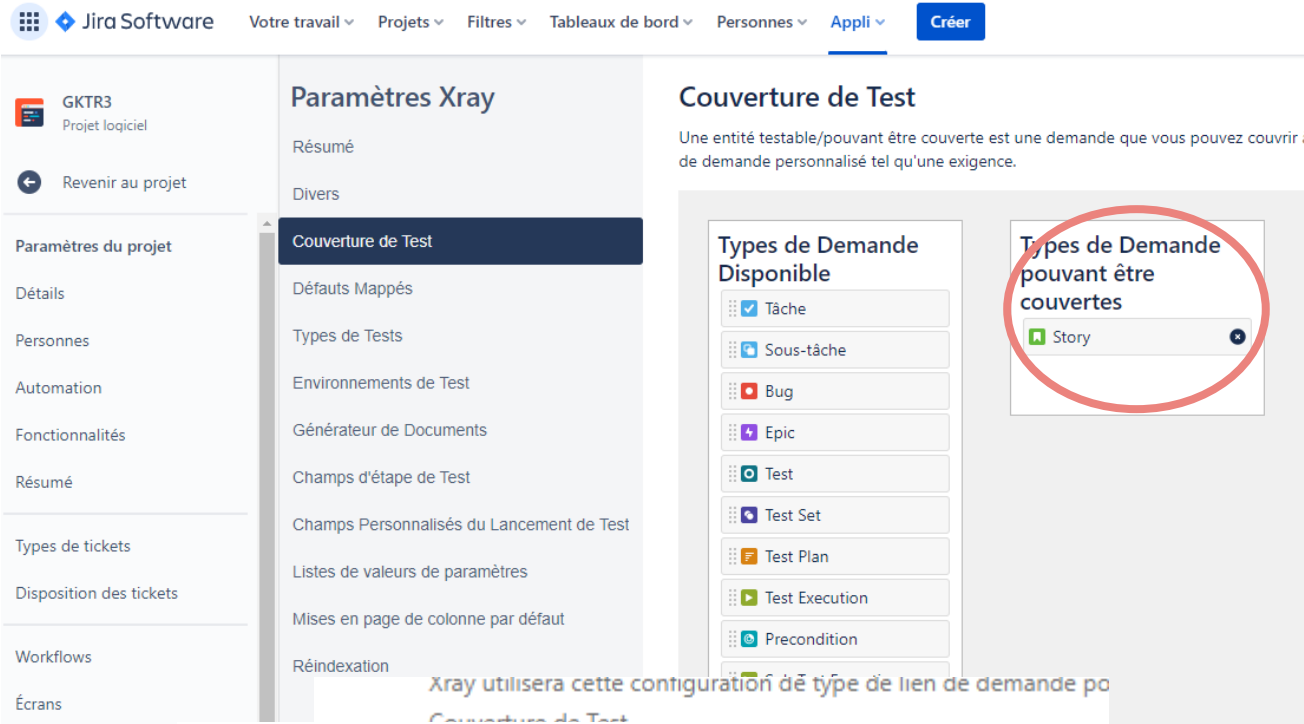 Jira Software Votre travail Projets Filtres Tableaux de bord Personnes Appli Créer
GKTR3
Projet logiciel
Revenir au projet
Paramètres du projet
Détails
Personnes
Automation
Fonctionnalités
Résumé
Types de tickets
Disposition des tickets
Workflows
Écrans
Paramètres Xray
Résumé
Divers
Couverture de Test
Défauts Mappés
Types de Tests
Environnements de Test
Générateur de Documents
Champs d'étape de Test
Champs Personnalisés du Lancement de Test
Listes de valeurs de paramètres
Mises en page de colonne par défaut
Réindexation
Couverture de Test
Une entité testable/pouvant être couverte est une demande que vous pouvez couvrir
de demande personnalisé tel qu'une exigence.
Types de Demande
Disponible
Tâche
Sous-tâche
Bug
Epic
Test
Test Set
Test Plan
Test Execution
Precondition
Types de Demande
pouvant être
couvertes
Story
Xray utilisera cette configuration de type de lien de demande po
Couverture de Test